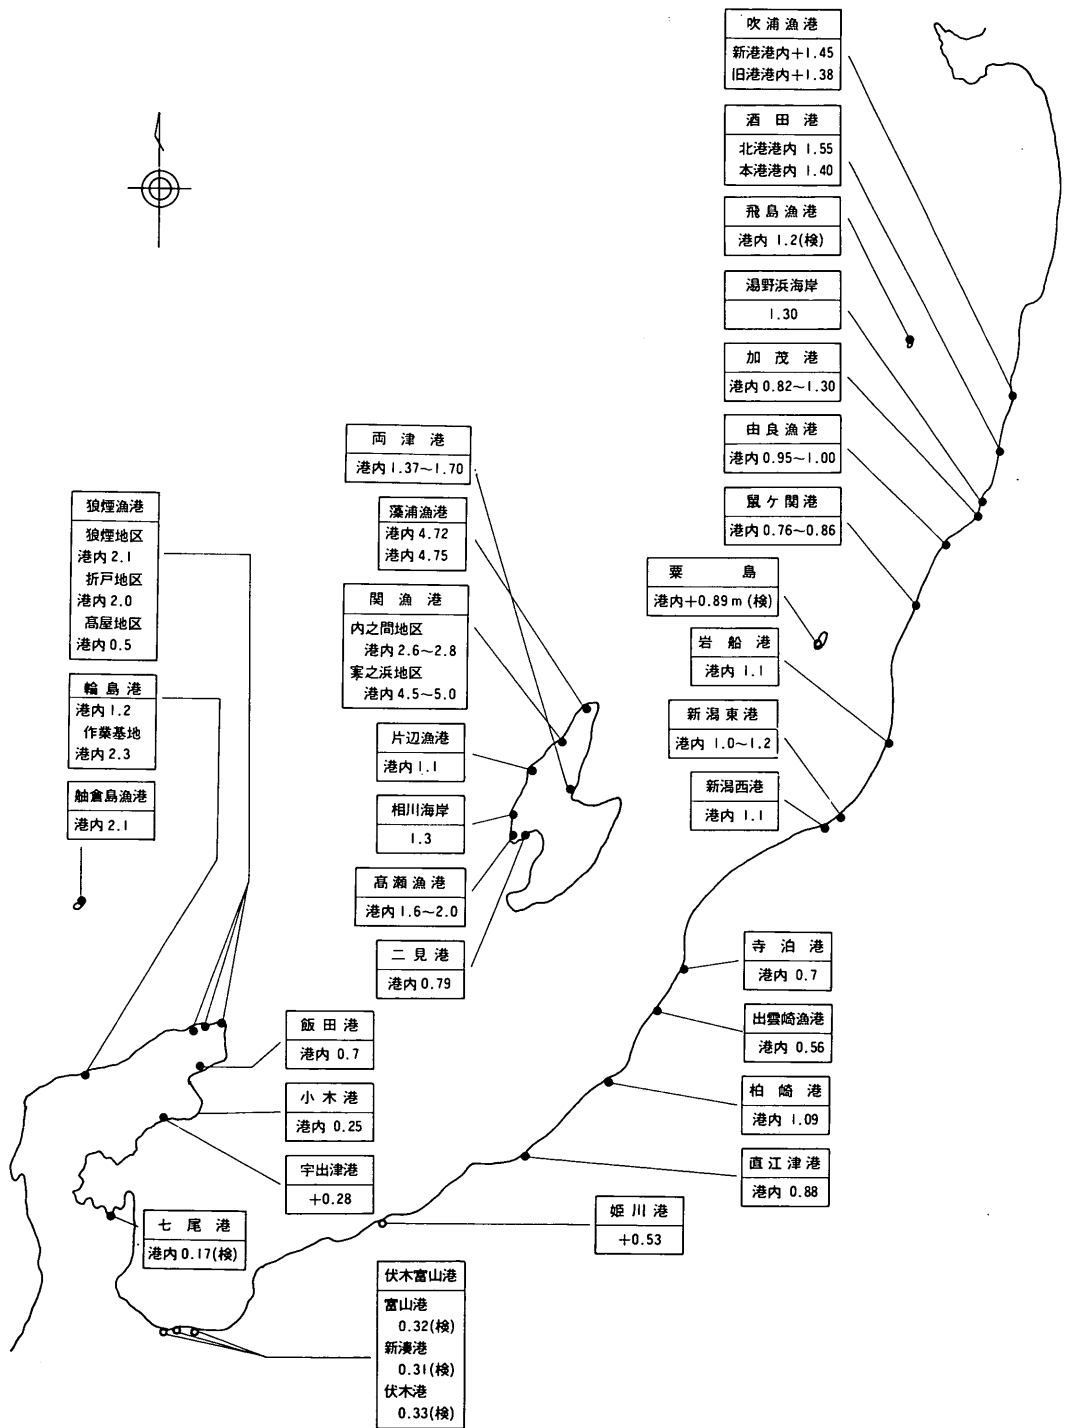 吹浦漁港
新港港内+1.45
旧港港内+1.38
酒田港
北港港内 1.55
本港港内 1.40
飛島漁港
港内 1.2(検)
湯野浜海岸
1.30
加茂港
港内 0.82~1.30
由良漁港
港内 0.95~1.00
鼠ケ関港
港内 0.76~0.86
粟島
港内+0.89m(検)
岩船港
港内 1.1
新潟東港
港内 1.0~1.2
新潟西港
港内 1.1
両津港
港内 1.37~1.70
藻浦漁港
港内 4.72
港内 4.75
関漁港
内之間地区
港内 2.6~2.8
寀之浜地区
港内 4.5~5.0
片辺漁港
港内 1.1
相川海岸
1.3
高瀬漁港
港内 1.6~2.0
二見港
港内 0.79
狼煙漁港
狼煙地区
港内 2.1
折戸地区
港内 2.0
高屋地区
港内 0.5
輪島港
港内 1.2
作業基地
港内 2.3
舳倉島漁港
港内 2.1
飯田港
港内 0.7
小木港
港内 0.25
宇出津港
+0.28
七尾港
港内 0.17(検)
伏木富山港
富山港
0.32(検)
新湊港
0.31(検)
伏木港
0.33(検)
姫川港
+0.53
寺泊港
港内 0.7
出雲崎漁港
港内 0.56
柏崎港
港内 1.09
直江津港
港内 0.88